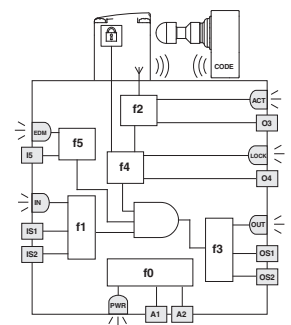 CODE
ACT
f2
O3
EDM
f5
LOCK
I5
f4
O4
IN
f1
OUT
IS1
f3
OS1
IS2
OS2
f0
PWR
A1
A2